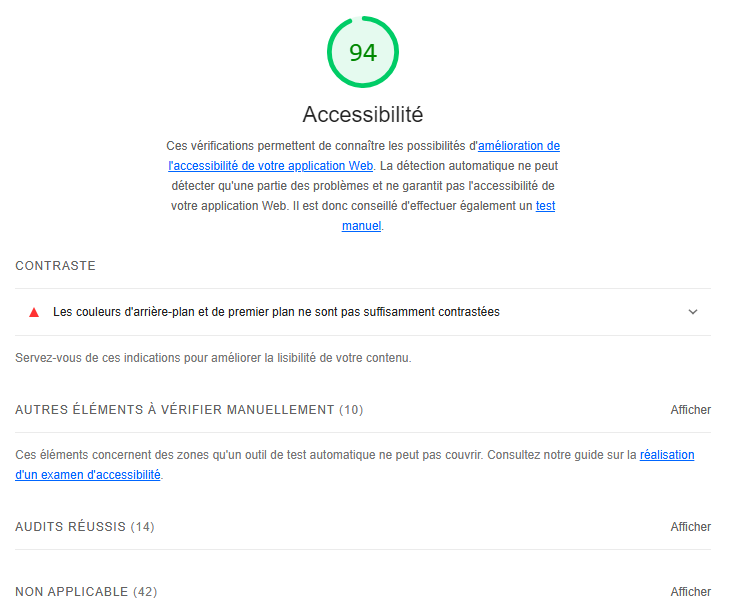 94
Accessibilité
Ces vérifications permettent de connaître les possibilités d'amélioration de
l'accessibilité de votre application Web. La détection automatique ne peut
détecter qu'une partie des problèmes et ne garantit pas l'accessibilité de
votre application Web. Il est donc conseillé d'effectuer également un test
manuel.
CONTRASTE
Les couleurs d'arrière-plan et de premier plan ne sont pas suffisamment contrastées
Servez-vous de ces indications pour améliorer la lisibilité de votre contenu.
AUTRES ÉLÉMENTS À VÉRIFIER MANUELLEMENT (10) Afficher
Ces éléments concernent des zones qu'un outil de test automatique ne peut pas couvrir. Consultez notre guide sur la réalisation
d'un examen d'accessibilité.
AUDITS RÉUSSIS (14) Afficher
NON APPLICABLE (42) Afficher